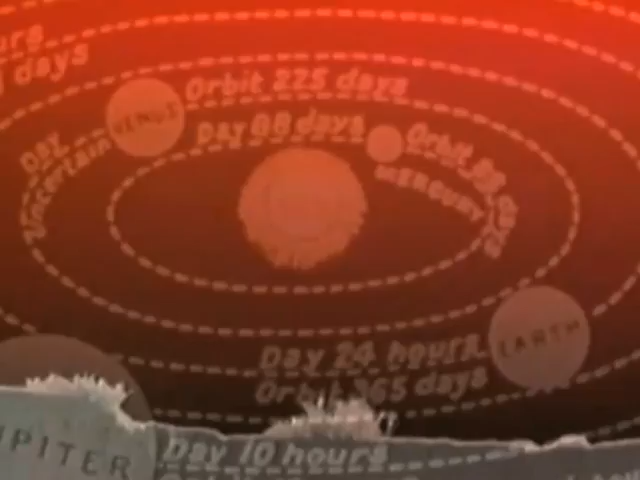 days
Orbit 225 days
VENUS
Day 88 days
Orbit 88 days
Day
Uncertain
MERCURY
EARTH
Day 24 hours
Orbit 365 days
Day 10 hours